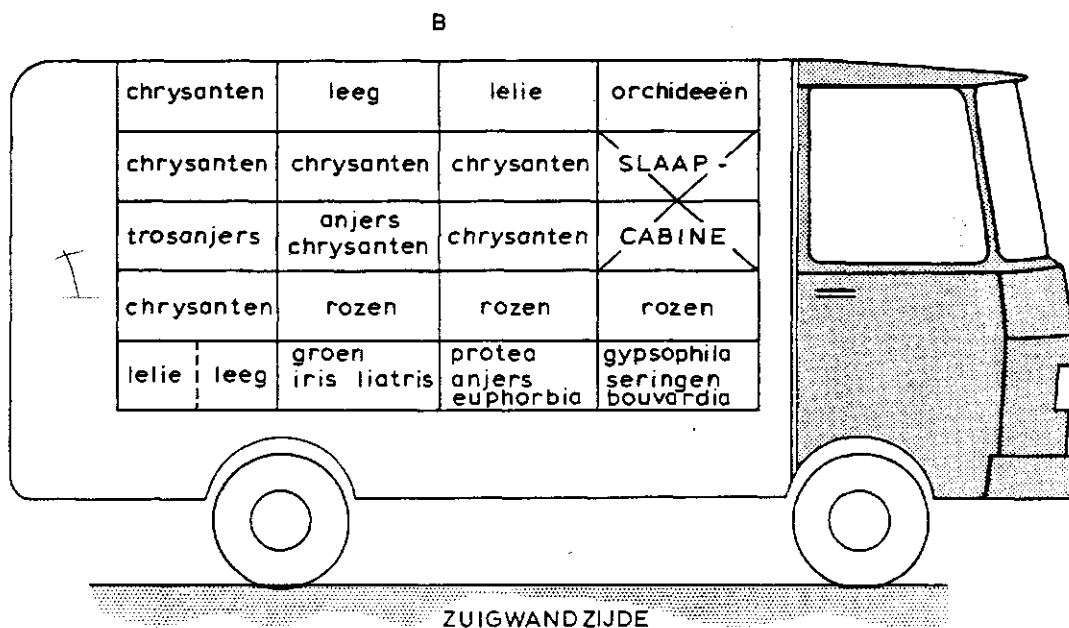 B
chrysanten leeg lelie orchideeën
chrysanten chrysanten chrysanten SLAAP-
trosanjers anjers chrysanten chrysanten CABINE
chrysanten rozen rozen rozen
lelie leeg
groen
iris liatris
protea
anjers
euphorbia
gypsophila
seringen
bouvardia
ZUIGWANDZIJDE